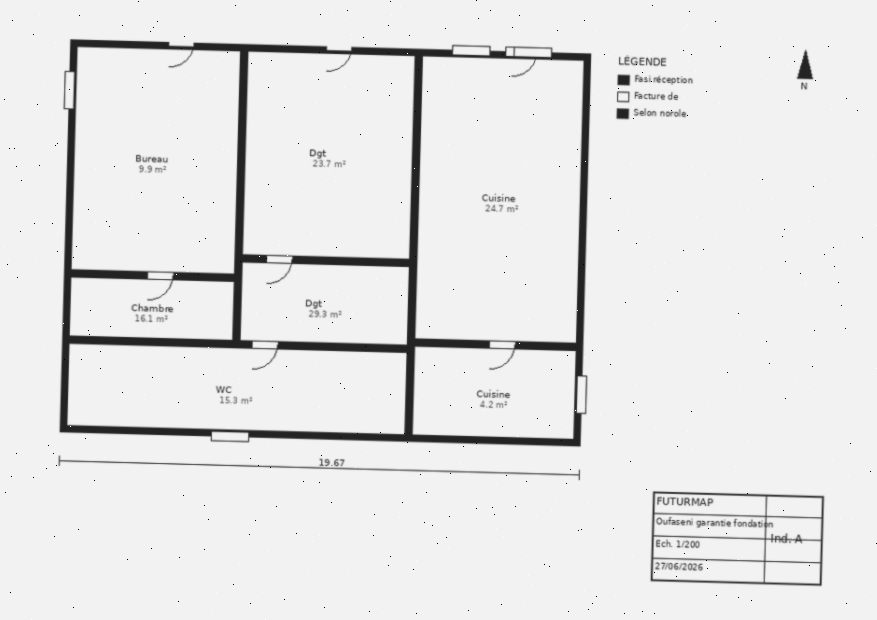 LÉGENDE
Fasi.réception
Facture de
Selon norole.
N
Bureau
9.9 m²
Dgt
23.7 m²
Cuisine
24.7 m²
Chambre
16.1 m²
Dgt
29.3 m²
WC
15.3 m²
Cuisine
4.2 m²
19.67
FUTURMAP
Oufaseni garantie fondation
Ind. A
Ech. 1/200
27/06/2026